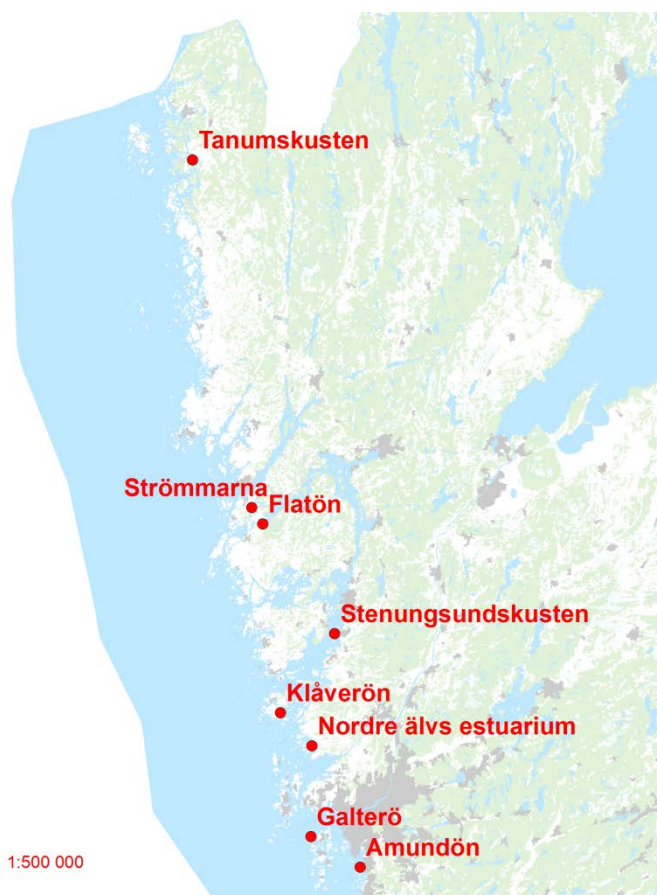 Tanumskusten
Strömmarna
Flatön
Stenungsundskusten
Klåverön
Nordre älvs estuarium
Galterö
1:500 000
Amundön